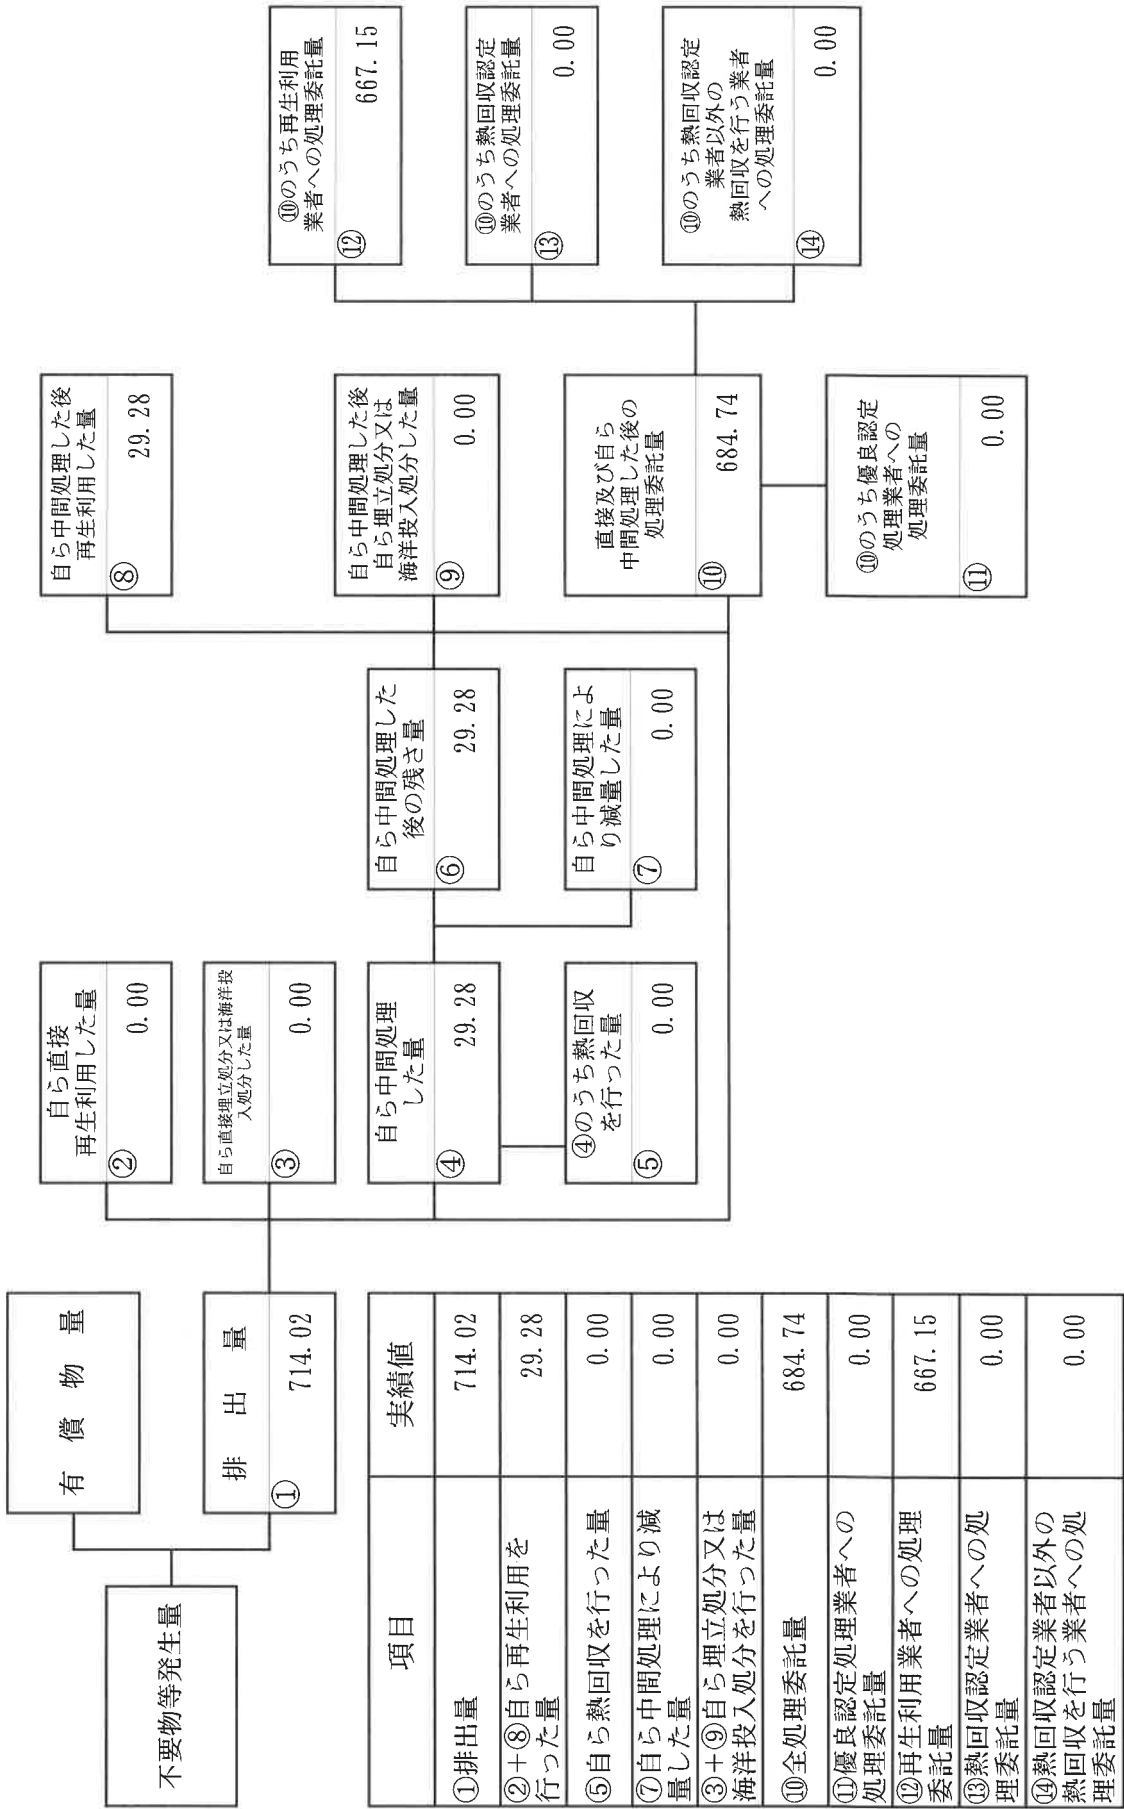 不要物等発生量
有償物量
排出量
①
714.02
自ら直接
再生利用した量
②
0.00
自ら直接埋立処分又は海洋投
入処分した量
③
0.00
自ら中間処理
した量
④
29.28
④のうち熱回収
を行った量
⑤
0.00
自ら中間処理した
後の残さ量
⑥
29.28
自ら中間処理によ
り減量した量
⑦
0.00
自ら中間処理した後
再生利用した量
⑧
29.28
自ら中間処理した後
自ら埋立処分又は
海洋投入処分した量
⑨
0.00
直接及び自ら
中間処理した後の
処理委託量
⑩
684.74
⑩のうち優良認定
処理業者への
処理委託量
⑪
0.00
⑩のうち再生利用
業者への処理委託量
⑫
667.15
⑩のうち熱回収認定
業者への処理委託量
⑬
0.00
⑩のうち熱回収認定
業者以外の
熱回収を行う業者
への処理委託量
⑭
0.00
項目 実績値
①排出量 714.02
②+⑧自ら再生利用を
行った量 29.28
⑤自ら熱回収を行った量 0.00
⑦自ら中間処理により減
量した量 0.00
③+⑨自ら埋立処分又は
海洋投入処分を行った量 0.00
⑩全処理委託量 684.74
⑪優良認定処理業者への
処理委託量 0.00
⑫再生利用業者への処理
委託量 667.15
⑬熱回収認定業者への処
理委託量 0.00
⑭熱回収認定業者以外の
熱回収を行う業者への処
理委託量 0.00